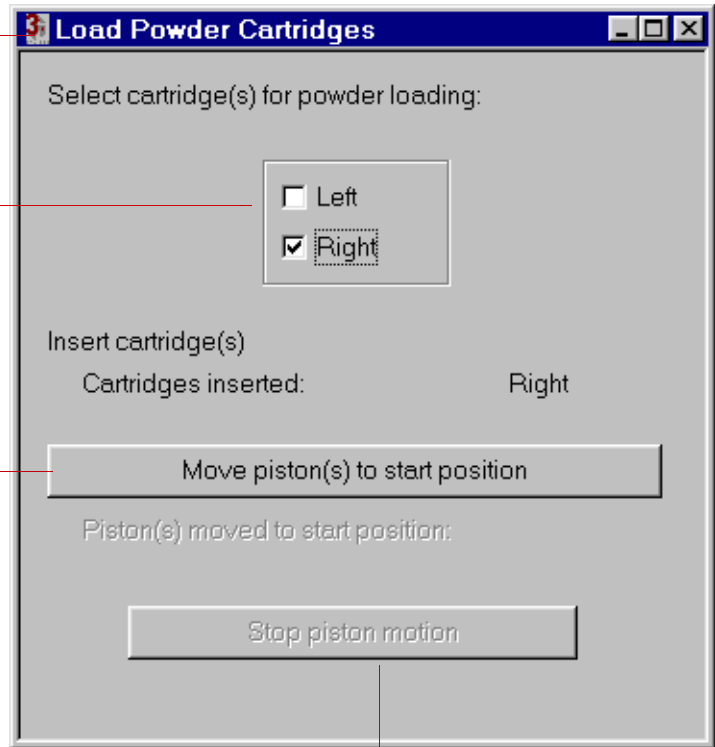 Load Powder Cartridges
Select cartridge(s) for powder loading:
Left
Right
Insert cartridge(s)
Cartridges inserted: Right
Move piston(s) to start position
Piston(s) moved to start position:
Stop piston motion